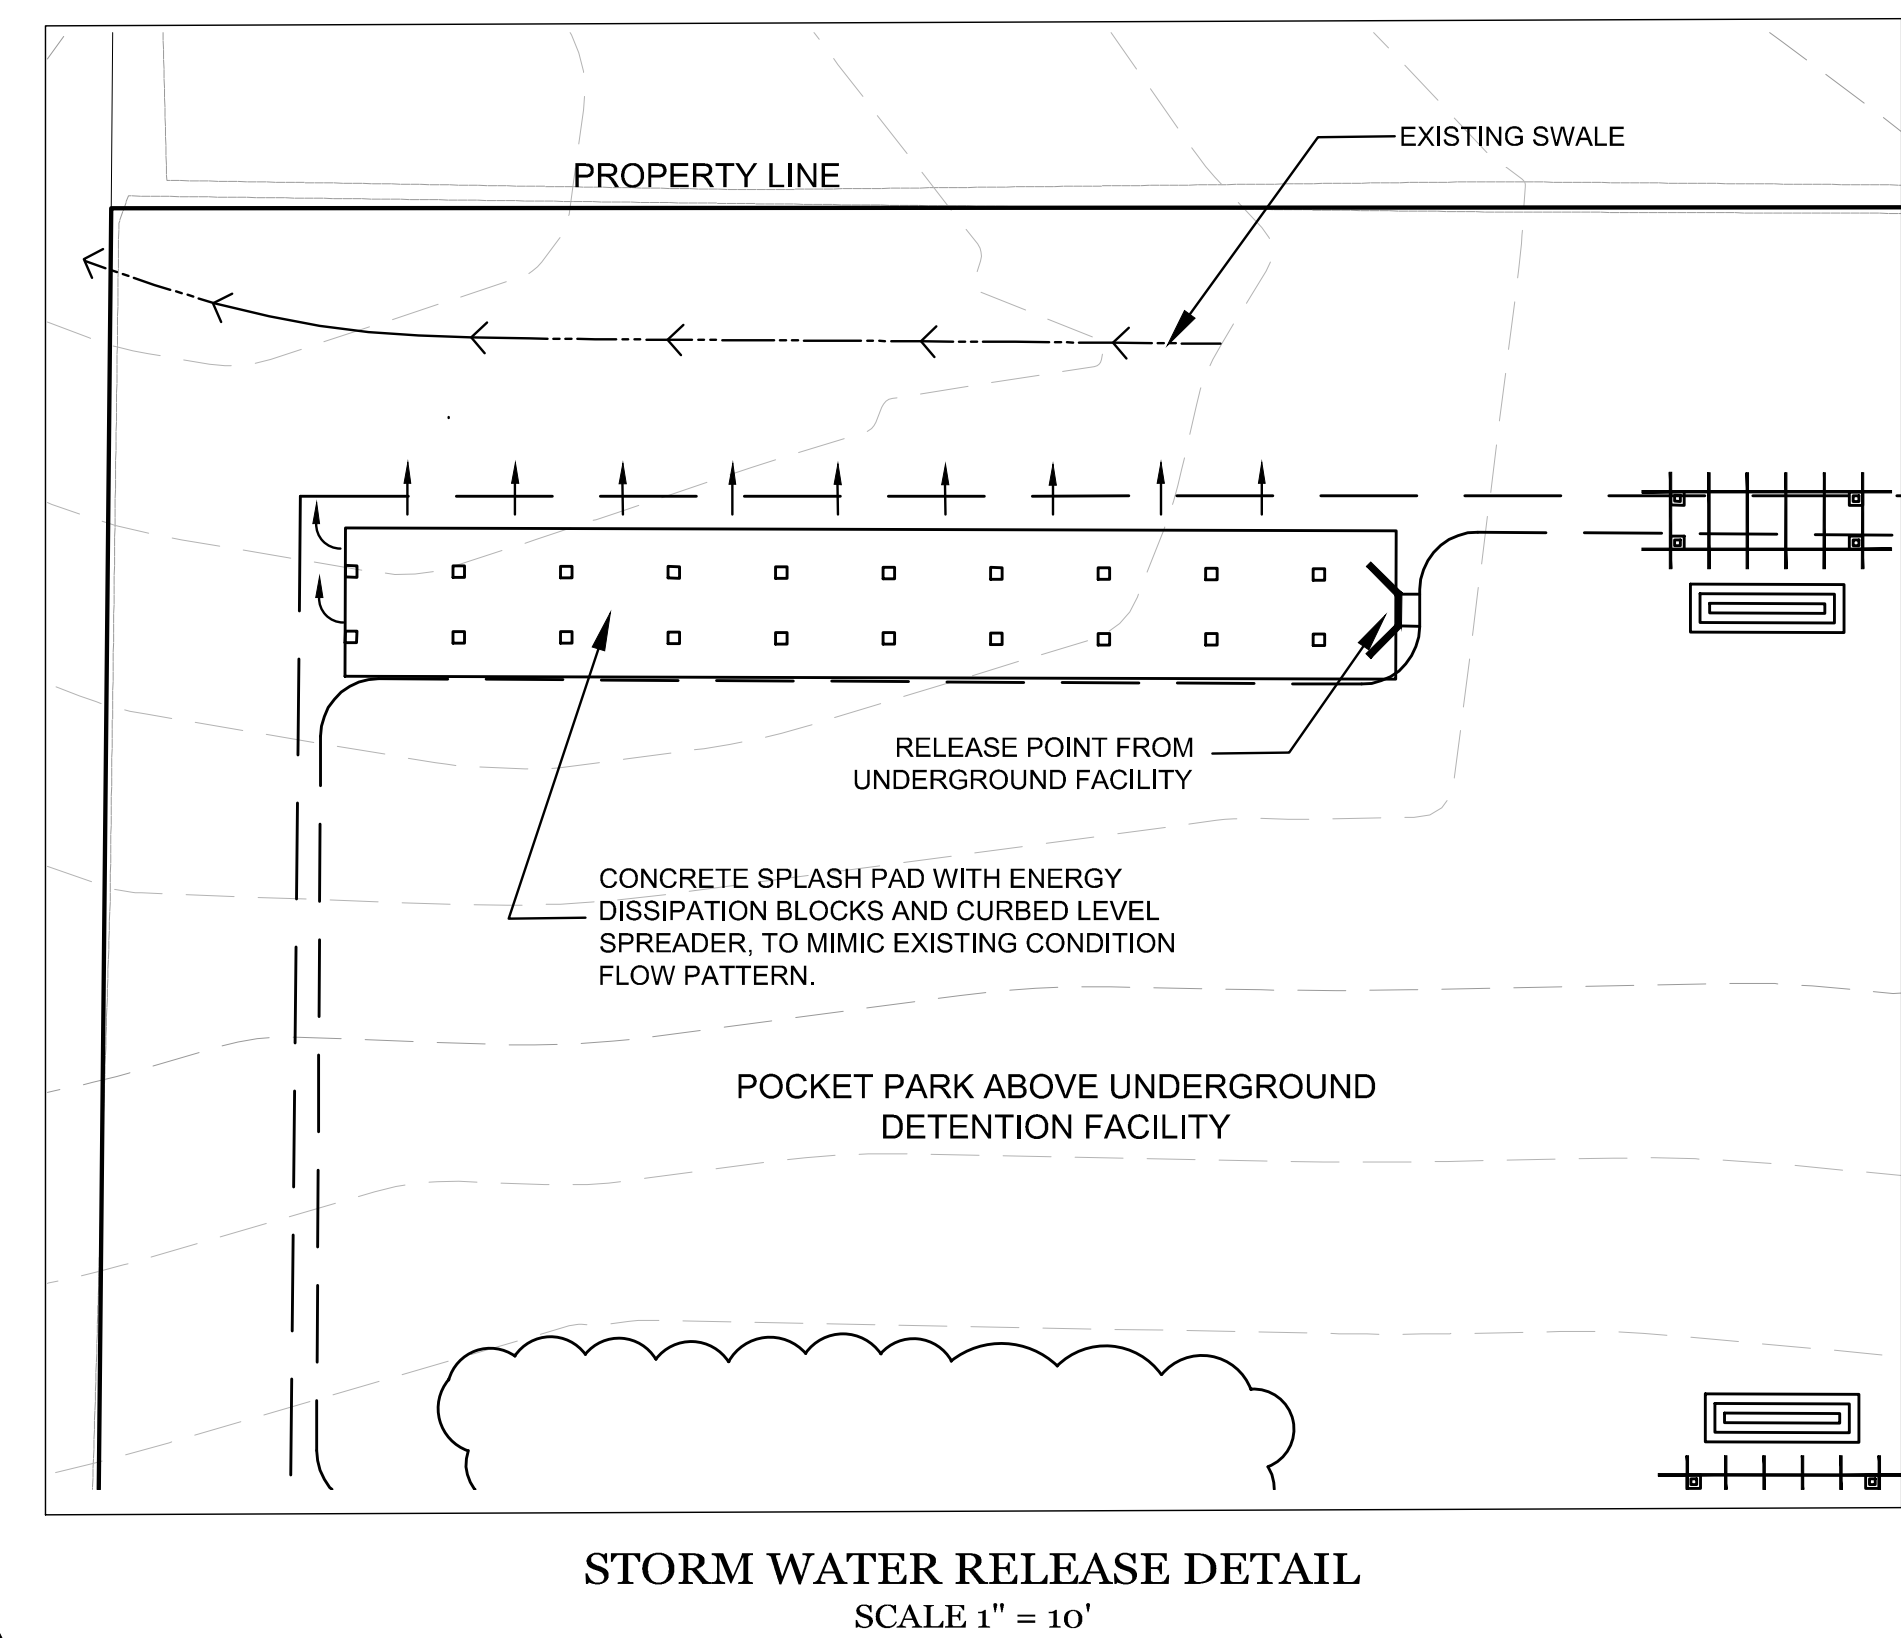 EXISTING SWALE
PROPERTY LINE
RELEASE POINT FROM
UNDERGROUND FACILITY
CONCRETE SPLASH PAD WITH ENERGY
DISSIPATION BLOCKS AND CURBED LEVEL
SPREADER, TO MIMIC EXISTING CONDITION
FLOW PATTERN.
POCKET PARK ABOVE UNDERGROUND
DETENTION FACILITY
STORM WATER RELEASE DETAIL
SCALE 1" = 10'